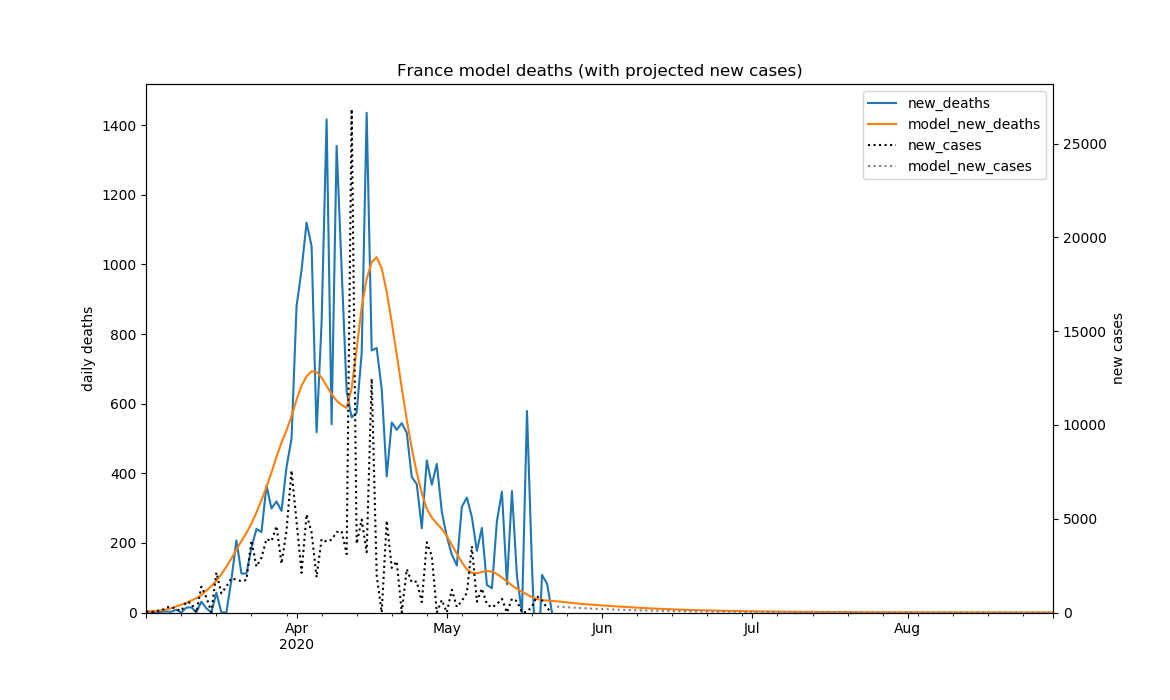 France model deaths (with projected new cases)
new_deaths
model_new_deaths
new_cases
model_new_cases
daily deaths
1400
1200
1000
800
600
400
200
0
25000
20000
15000
10000
5000
0
new cases
Apr
2020
May
Jun
Jul
Aug